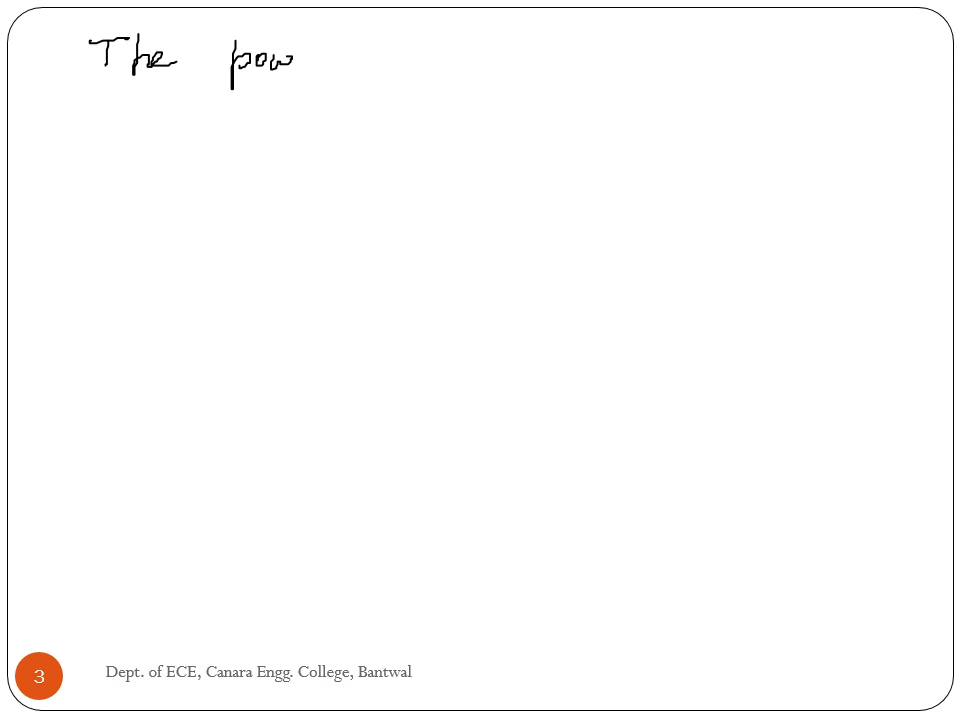 The pow
3
Dept. of ECE, Canara Engg. College, Bantwal